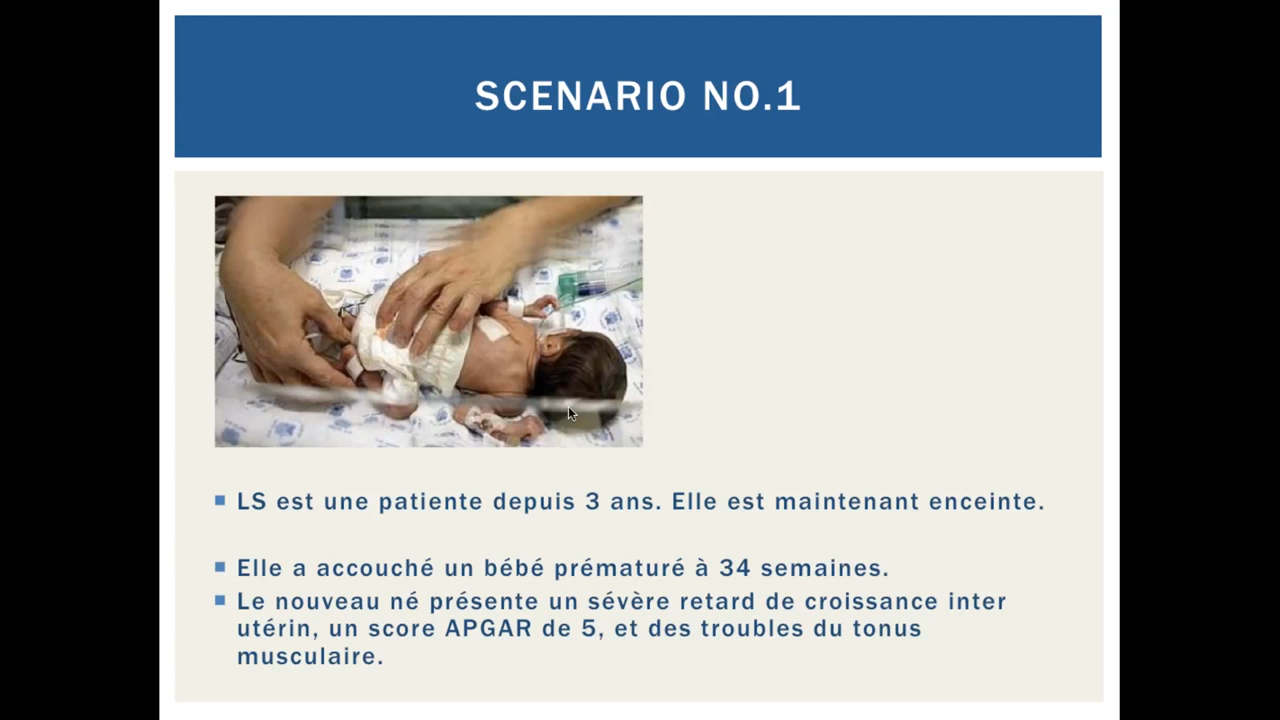 SCENARIO NO.1
LS est une patiente depuis 3 ans. Elle est maintenant enceinte.
Elle a accouché un bébé prématuré à 34 semaines.
Le nouveau né présente un sévère retard de croissance inter
utérin, un score APGAR de 5, et des troubles du tonus
musculaire.